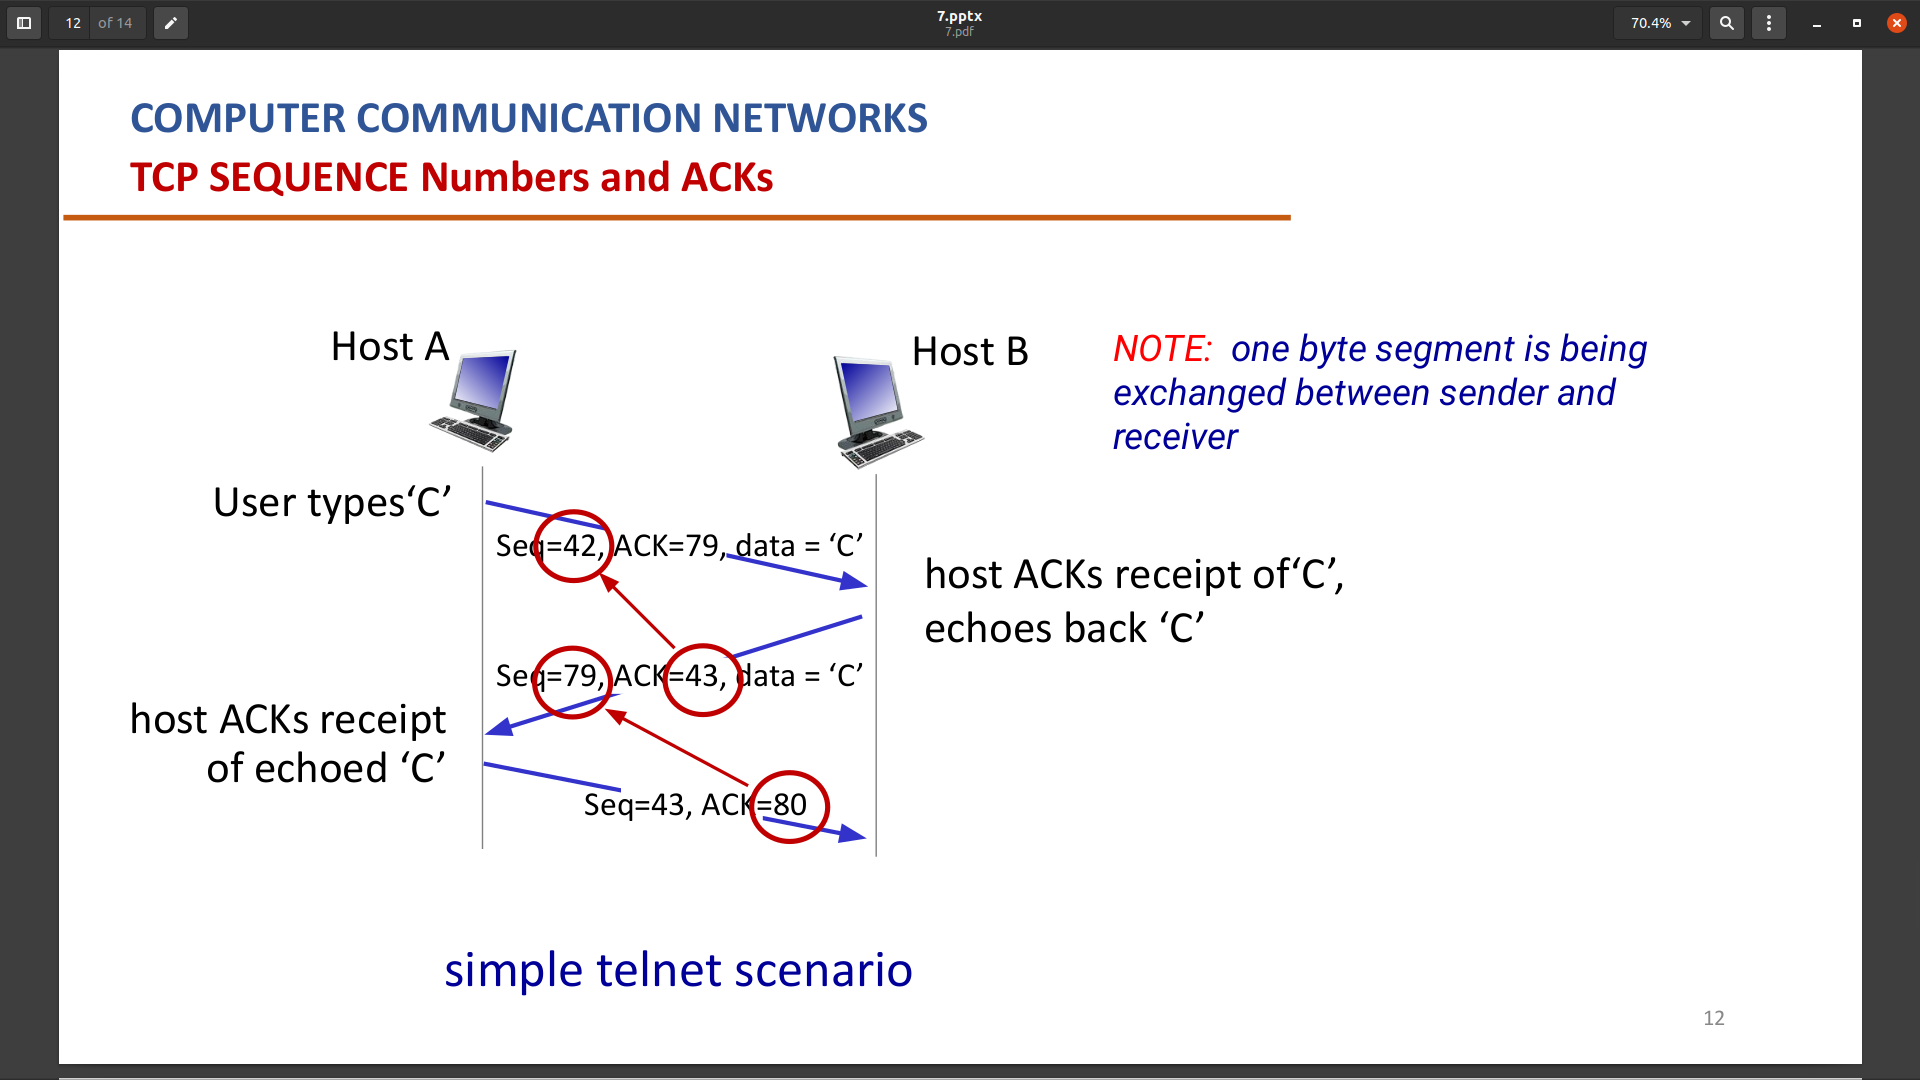 12 of 14
7.pptx
7.pdf
70.4%
COMPUTER COMMUNICATION NETWORKS
TCP SEQUENCE Numbers and ACKs
Host A
Host B
NOTE: one byte segment is being
exchanged between sender and
receiver
User types‘C’
Seq=42, ACK=79, data = ‘C’
host ACKs receipt of‘C’,
echoes back ‘C’
Seq=79, ACK=43, data = ‘C’
host ACKs receipt
of echoed ‘C’
Seq=43, ACK=80
simple telnet scenario
12